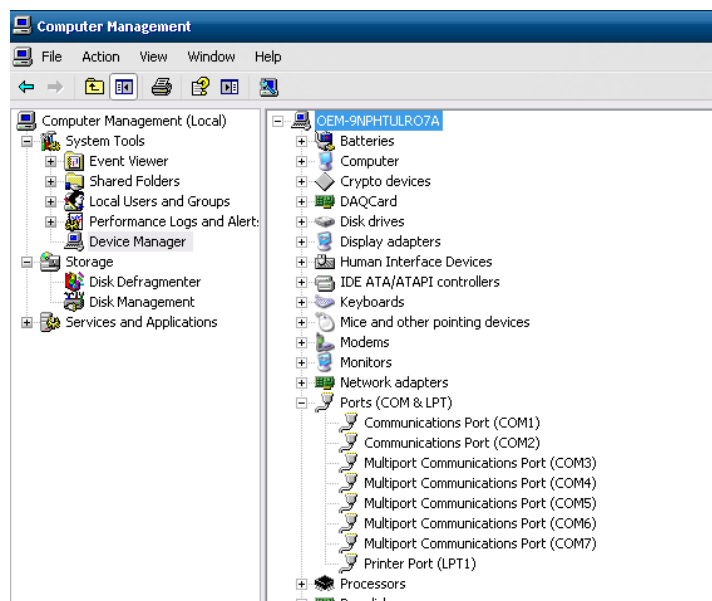 Computer Management
File Action View Window Help
Computer Management (Local)
System Tools
Event Viewer
Shared Folders
Local Users and Groups
Performance Logs and Alert
Device Manager
Storage
Disk Defragmenter
Disk Management
Services and Applications
OEM-9NPHTULRO7A
Batteries
Computer
Crypto devices
DAQCard
Disk drives
Display adapters
Human Interface Devices
IDE ATA/ATAPI controllers
Keyboards
Mice and other pointing devices
Modems
Monitors
Network adapters
Ports (COM & LPT)
Communications Port (COM1)
Communications Port (COM2)
Multiport Communications Port (COM3)
Multiport Communications Port (COM4)
Multiport Communications Port (COM5)
Multiport Communications Port (COM6)
Multiport Communications Port (COM7)
Printer Port (LPT1)
Processors